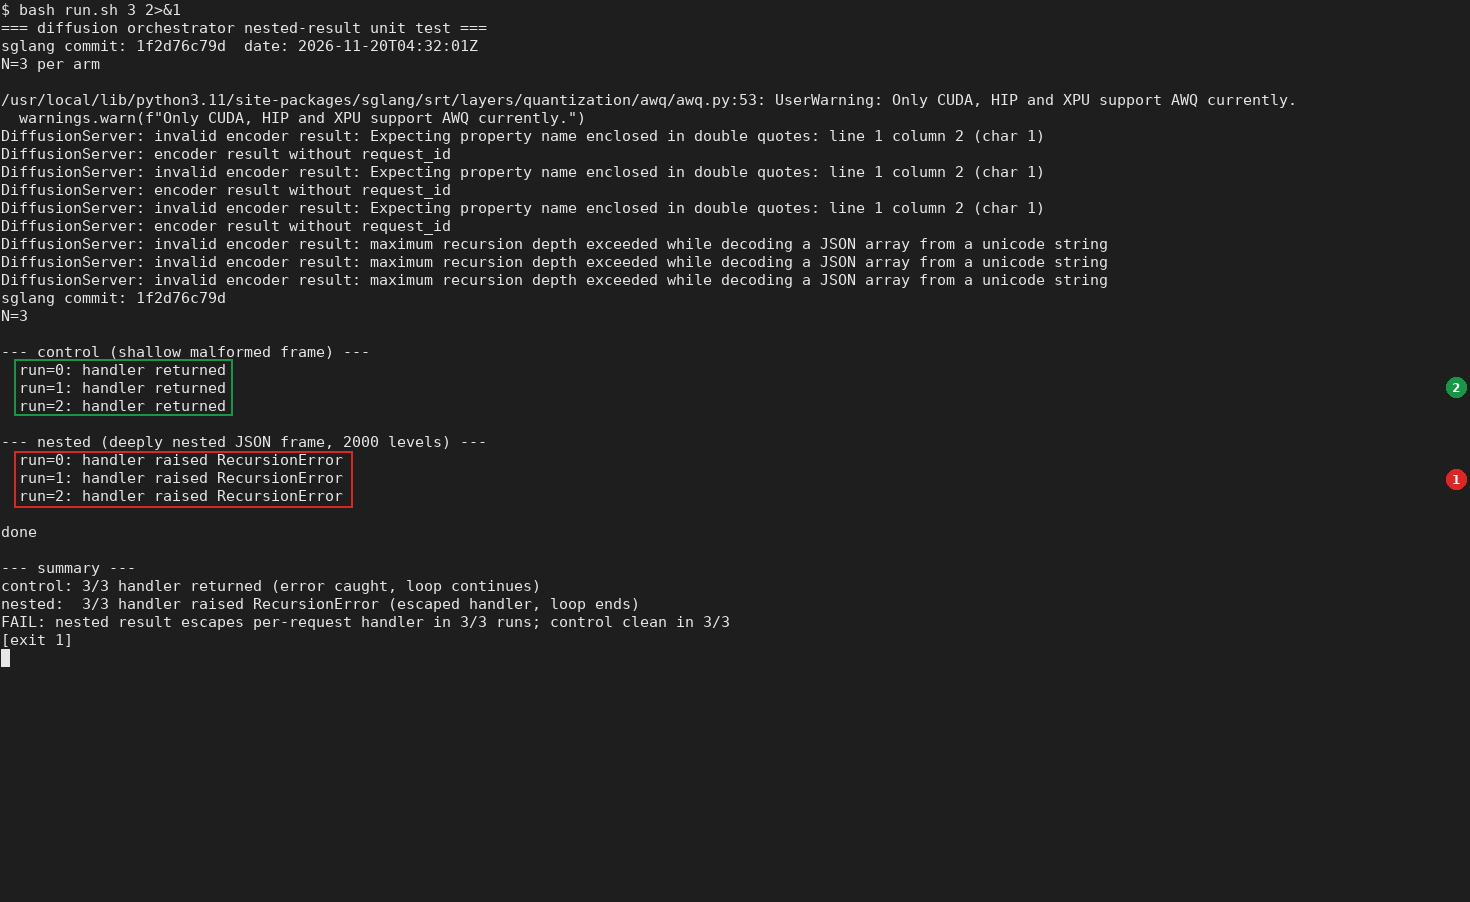 $ bash run.sh 3 2>&1
=== diffusion orchestrator nested-result unit test ===
sglang commit: 1f2d76c79d  date: 2026-11-20T04:32:01Z
N=3 per arm
/usr/local/lib/python3.11/site-packages/sglang/srt/layers/quantization/awq/awq.py:53: UserWarning: Only CUDA, HIP and XPU support AWQ currently.
  warnings.warn(f"Only CUDA, HIP and XPU support AWQ currently.")
DiffusionServer: invalid encoder result: Expecting property name enclosed in double quotes: line 1 column 2 (char 1)
DiffusionServer: encoder result without request_id
DiffusionServer: invalid encoder result: Expecting property name enclosed in double quotes: line 1 column 2 (char 1)
DiffusionServer: encoder result without request_id
DiffusionServer: invalid encoder result: Expecting property name enclosed in double quotes: line 1 column 2 (char 1)
DiffusionServer: encoder result without request_id
DiffusionServer: invalid encoder result: maximum recursion depth exceeded while decoding a JSON array from a unicode string
DiffusionServer: invalid encoder result: maximum recursion depth exceeded while decoding a JSON array from a unicode string
DiffusionServer: invalid encoder result: maximum recursion depth exceeded while decoding a JSON array from a unicode string
sglang commit: 1f2d76c79d
N=3
--- control (shallow malformed frame) ---
  run=0: handler returned
  run=1: handler returned
2
  run=2: handler returned
--- nested (deeply nested JSON frame, 2000 levels) ---
  run=0: handler raised RecursionError
  run=1: handler raised RecursionError
1
  run=2: handler raised RecursionError
done
--- summary ---
control: 3/3 handler returned (error caught, loop continues)
nested:  3/3 handler raised RecursionError (escaped handler, loop ends)
FAIL: nested result escapes per-request handler in 3/3 runs; control clean in 3/3
[exit 1]